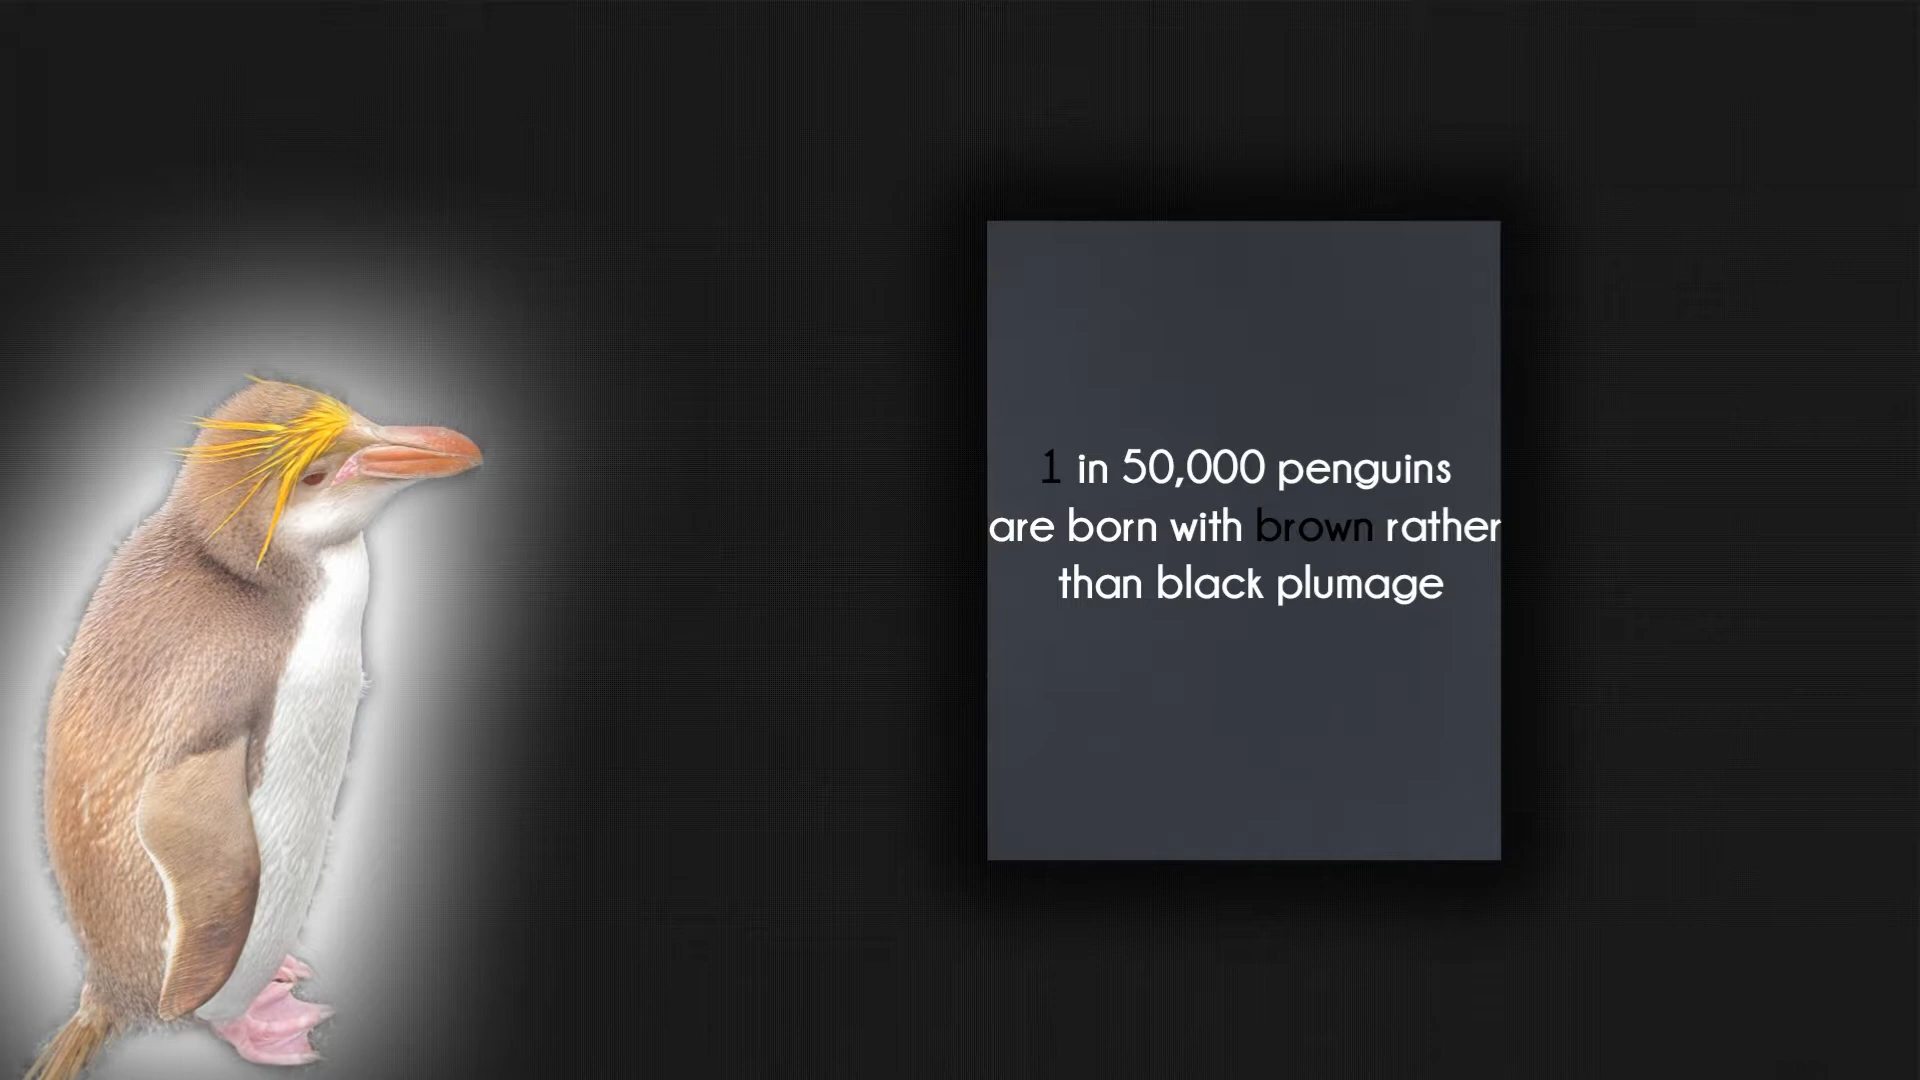 1 in 50,000 penguins
are born with brown rather
than black plumage